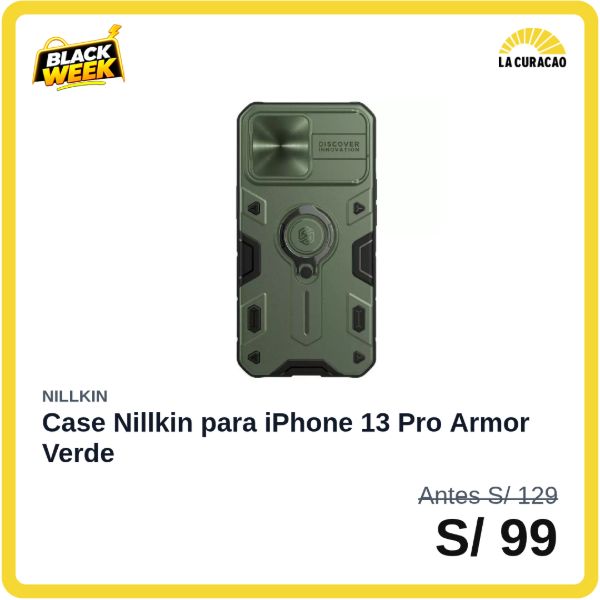 BLACK
WEEK
LA CURACAO
DISCOVER
INNOVATION
NILLKIN
Case Nillkin para iPhone 13 Pro Armor
Verde
Antes S/ 129
S/ 99